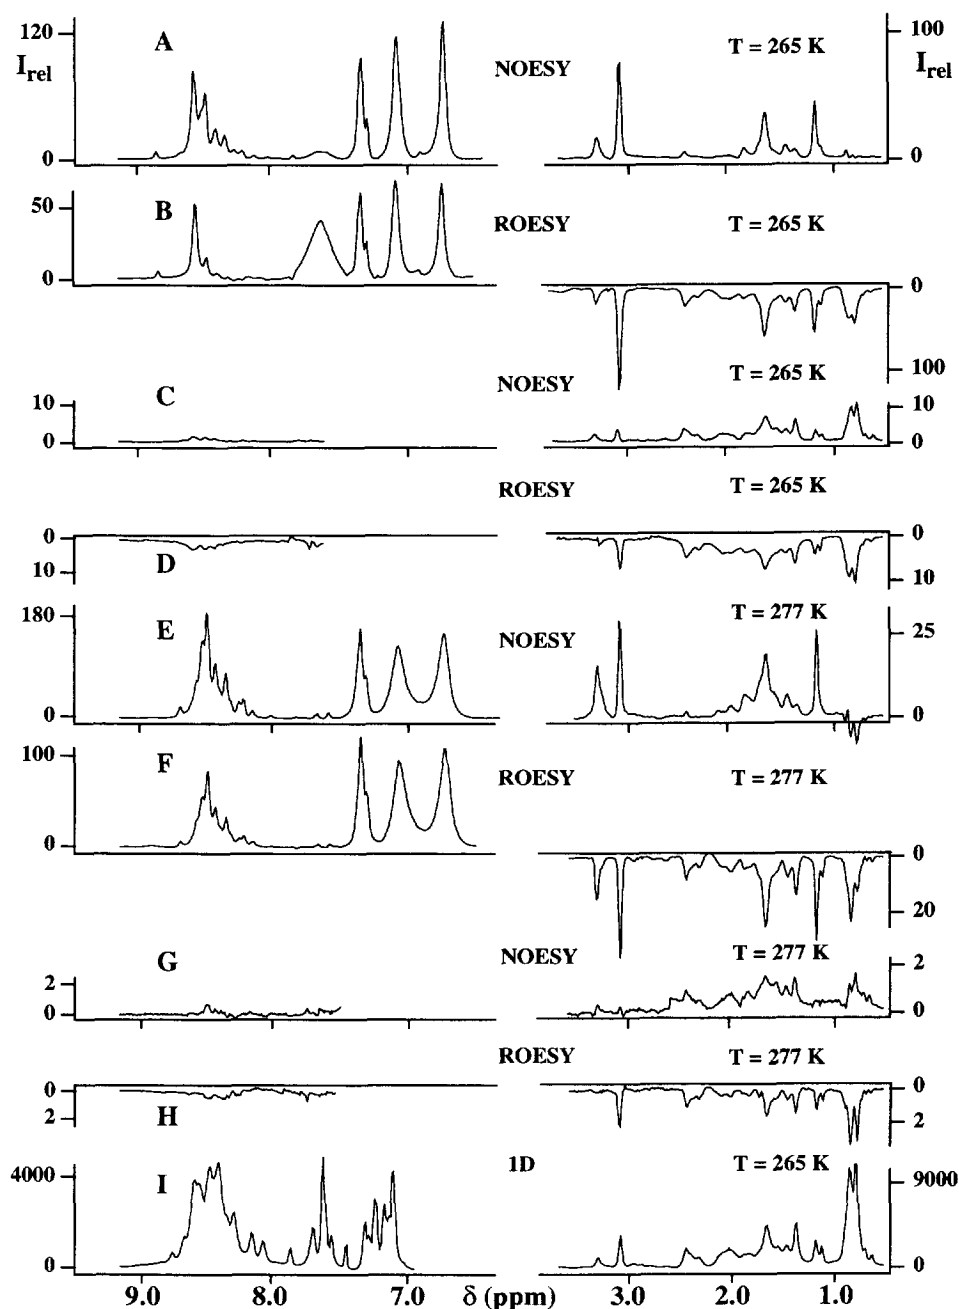 120 A NOESY T = 265 K 100
I_rel I_rel
0 0
50 B ROESY T = 265 K
0 0
100
C NOESY T = 265 K
10 10
0 0
ROESY T = 265 K
0 0
D
10 10
180 E NOESY T = 277 K 25
0 0
100 F ROESY T = 277 K
0 0
20
G NOESY T = 277 K
2 2
0 0
ROESY T = 277 K
0 0
2 H 2
4000 I 1D T = 265 K 9000
0 0
9.0 8.0 7.0 δ (ppm) 3.0 2.0 1.0